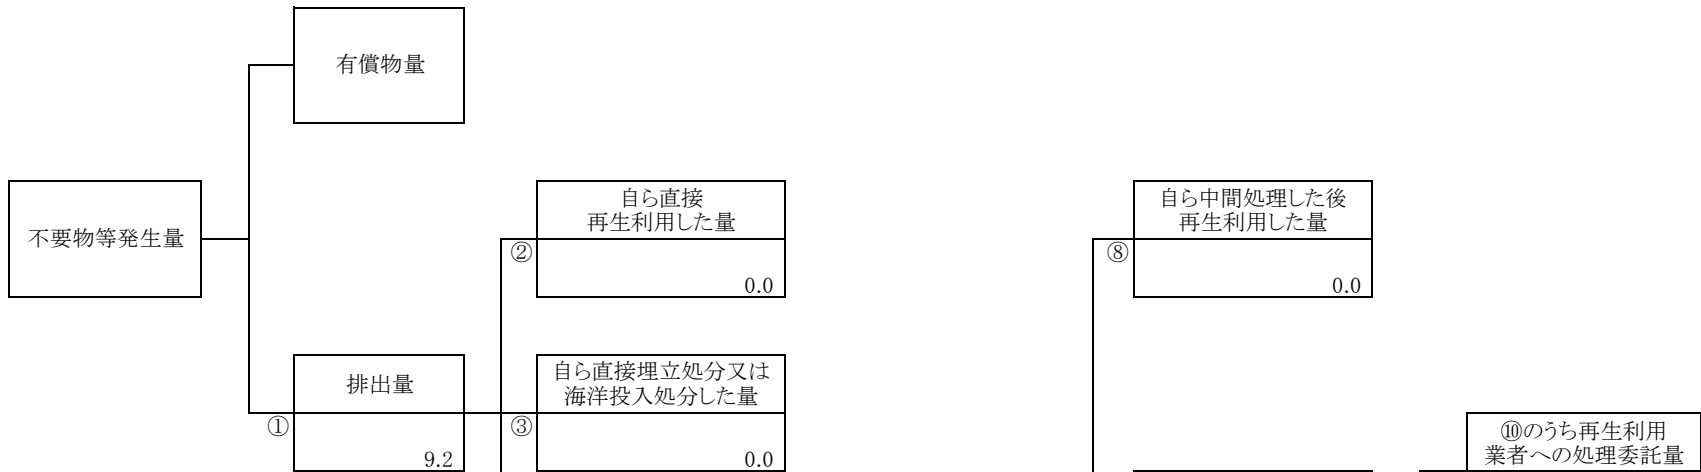 有償物量
不要物等発生量
自ら直接
再生利用した量
②
0.0
自ら中間処理した後
再生利用した量
⑧
0.0
排出量
①
9.2
自ら直接埋立処分又は
海洋投入処分した量
③
0.0
⑩のうち再生利用
業者への処理委託量